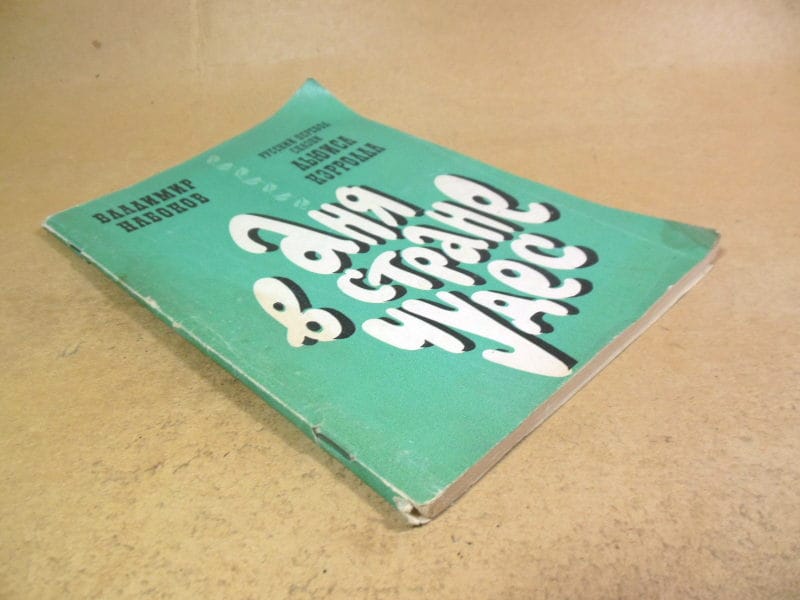 ВЛАДИМИР
НАБОКОВ
РУССКИЙ ПЕРЕВОД
СКАЗКИ
ЛЬЮИСА
КЭРРОЛЛА
Аня
в стране
чудес